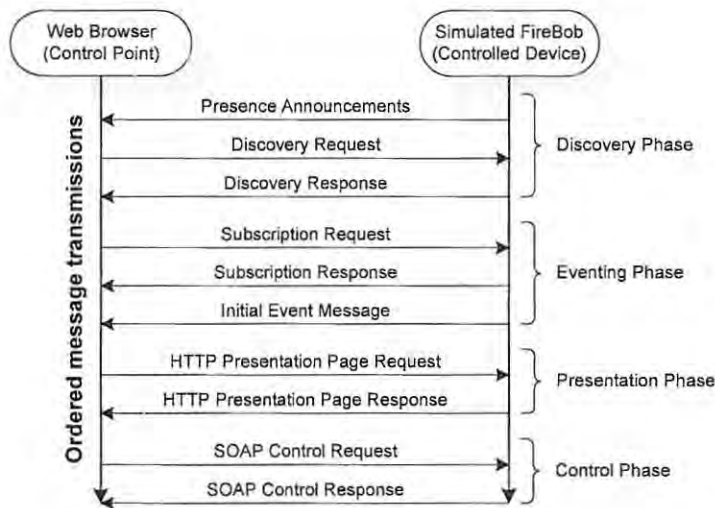 Web Browser
(Control Point)
Simulated FireBob
(Controlled Device)
Ordered message transmissions
Presence Announcements
Discovery Request
Discovery Response
Discovery Phase
Subscription Request
Subscription Response
Initial Event Message
Eventing Phase
HTTP Presentation Page Request
HTTP Presentation Page Response
Presentation Phase
SOAP Control Request
SOAP Control Response
Control Phase